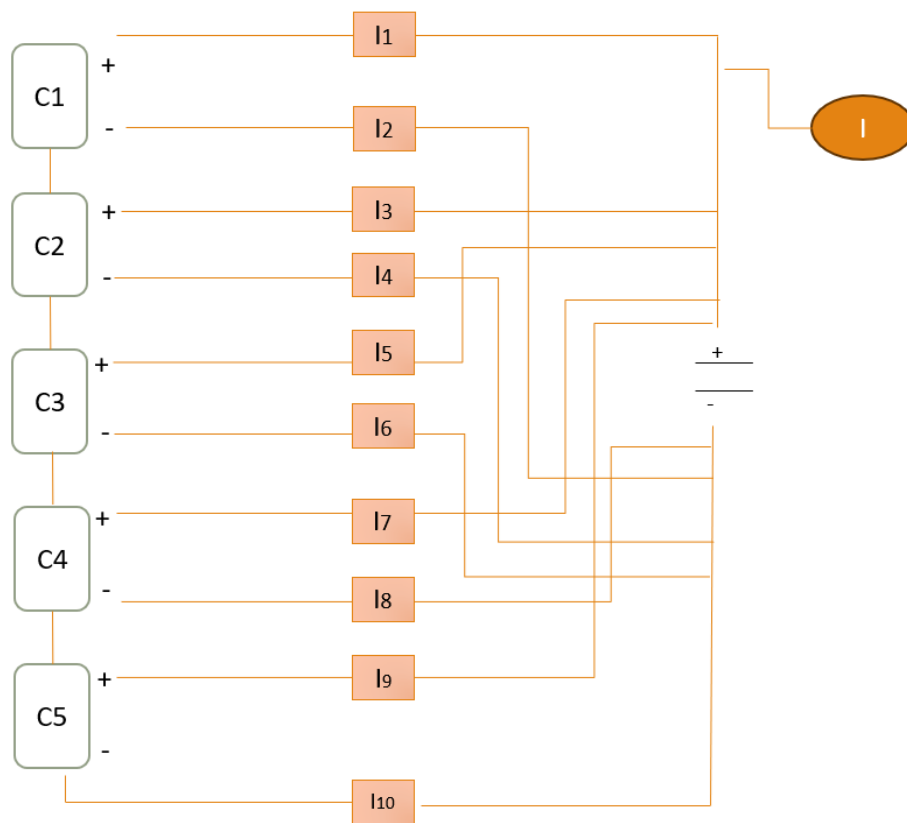 I1
C1
+
-
I2
I
C2
+
-
I3
I4
C3
+
-
I5
I6
+
-
C4
+
-
I7
I8
C5
+
-
I9
I10